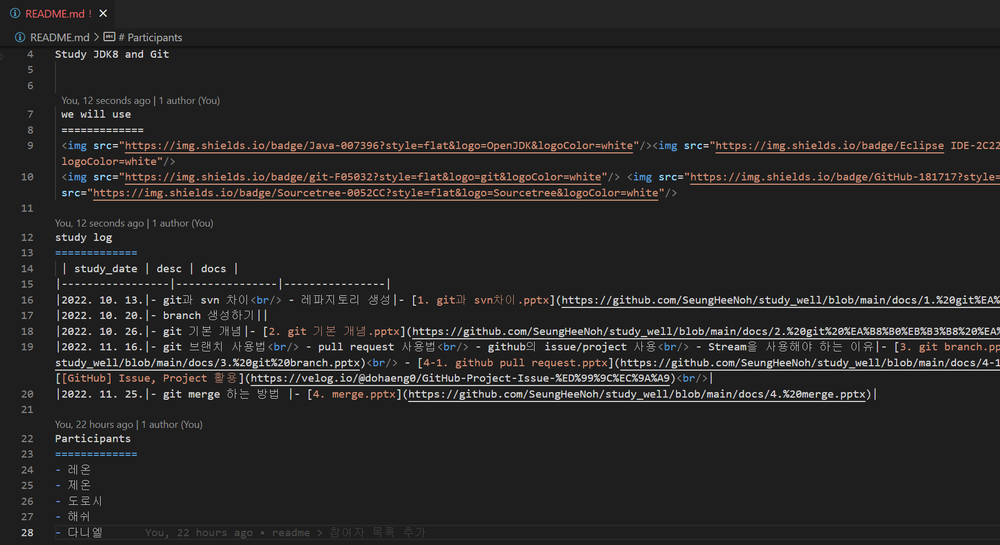 README.md !
README.md > # Participants
4 Study JDK8 and Git
5
6
You, 12 seconds ago | 1 author (You)
7 we will use
8 =============
9 <img src="https://img.shields.io/badge/Java-007396?style=flat&logo=OpenJDK&logoColor=white"/><img src="https://img.shields.io/badge/Eclipse IDE-2C22
logoColor=white"/>
10 <img src="https://img.shields.io/badge/git-F05032?style=flat&logo=git&logoColor=white"/> <img src="https://img.shields.io/badge/GitHub-181717?style=
src="https://img.shields.io/badge/Sourcetree-0052CC?style=flat&logo=Sourcetree&logoColor=white"/>
11
You, 12 seconds ago | 1 author (You)
12 study log
13 =============
14 | study_date | desc | docs |
15 |-----------------|----------------|----------------|
16 |2022. 10. 13.|- git과 svn 차이<br/> - 레파지토리 생성|- [1. git과 svn차이.pptx](https://github.com/SeungHeeNoh/study_well/blob/main/docs/1.%20git%EA%
17 |2022. 10. 20.|- branch 생성하기||
18 |2022. 10. 26.|- git 기본 개념|- [2. git 기본 개념.pptx](https://github.com/SeungHeeNoh/study_well/blob/main/docs/2.%20git%20%EA%B8%B0%EB%B3%B8%20%EA%
19 |2022. 11. 16.|- git 브랜치 사용법<br/> - pull request 사용법<br/> - github의 issue/project 사용<br/> - Stream을 사용해야 하는 이유|- [3. git branch.pp
study_well/blob/main/docs/3.%20git%20branch.pptx)<br/> - [4-1. github pull request.pptx](https://github.com/SeungHeeNoh/study_well/blob/main/docs/4-1
[[GitHub] Issue, Project 활용](https://velog.io/@dohaeng0/GitHub-Project-Issue-%ED%99%9C%EC%9A%A9)<br/>|
20 |2022. 11. 25.|- git merge 하는 방법 |- [4. merge.pptx](https://github.com/SeungHeeNoh/study_well/blob/main/docs/4.%20merge.pptx)|
21
You, 22 hours ago | 1 author (You)
22 Participants
23 =============
24 - 레온
25 - 제온
26 - 도로시
27 - 해쉬
28 - 다니엘 You, 22 hours ago • readme > 참여자 목록 추가